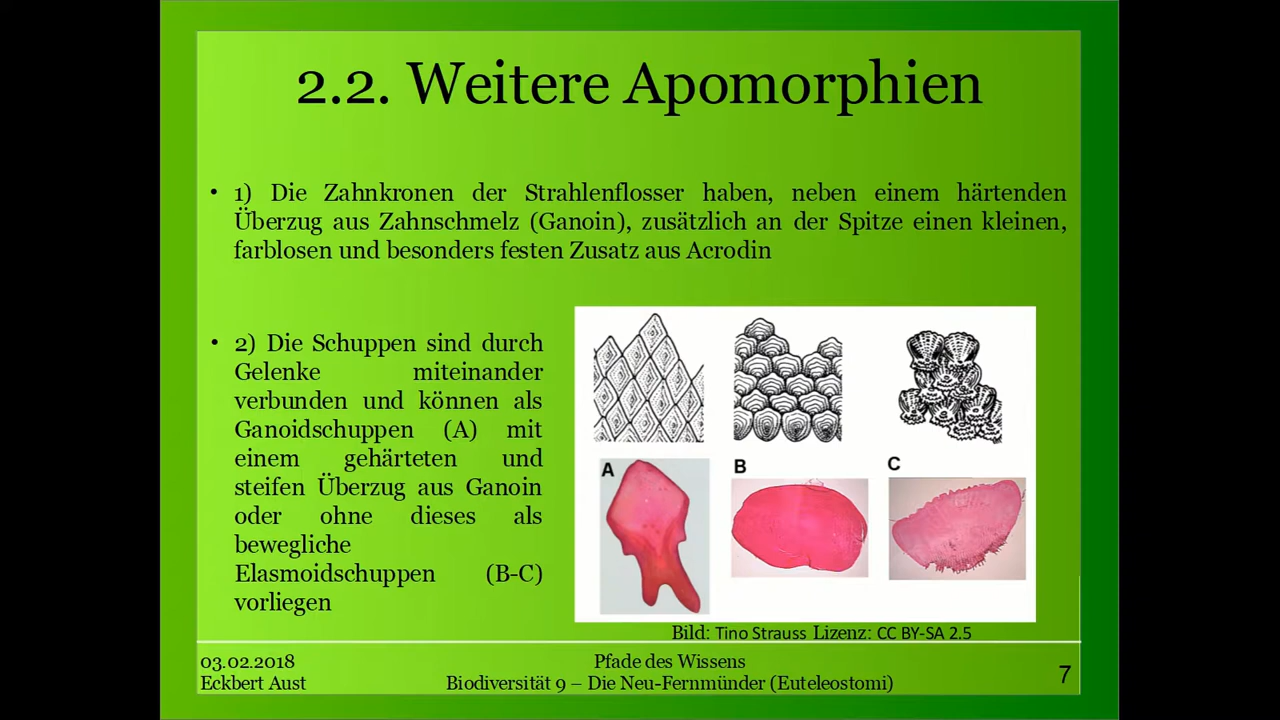 2.2. Weitere Apomorphien
• 1) Die Zahnkronen der Strahlenflosser haben, neben einem härtenden
Überzug aus Zahnschmelz (Ganoin), zusätzlich an der Spitze einen kleinen,
farblosen und besonders festen Zusatz aus Acrodin
• 2) Die Schuppen sind durch
Gelenke miteinander
verbunden und können als
Ganoidschuppen (A) mit
einem gehärteten und
steifen Überzug aus Ganoin
oder ohne dieses als
bewegliche
Elasmoidschuppen (B-C)
vorliegen
A
B
C
Bild: Tino Strauss Lizenz: CC BY-SA 2.5
03.02.2018
Eckbert Aust
Pfade des Wissens
Biodiversität 9 – Die Neu-Fernmünder (Euteleostomi)
7